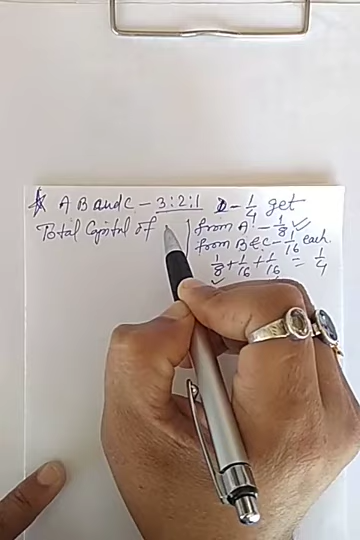 * A B and C - 3:2:1 D - 1/4 get
Total Capital of
from A - 1/8 ✓
from B & C - 1/16 each.
1/8 + 1/16 + 1/16 = 1/4